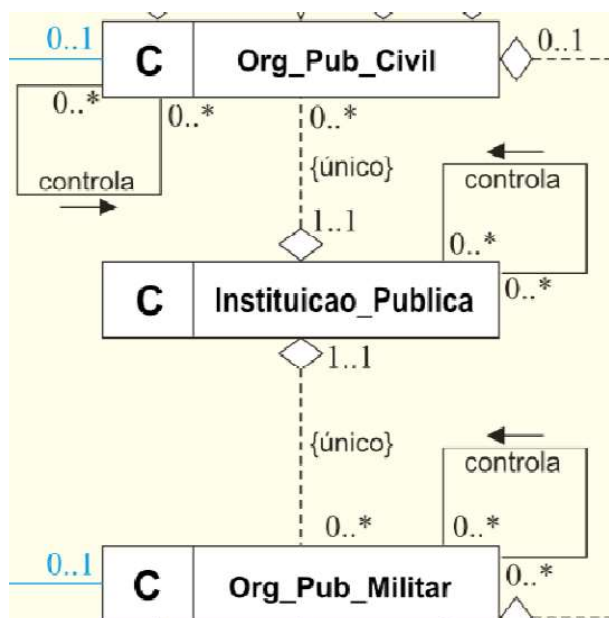 0..1
C Org_Pub_Civil
0..1
0..*
0..*
0..*
controla
{único}
controla
1..1
0..*
0..*
C Instituicao_Publica
1..1
{único}
controla
0..*
0..*
0..1
C Org_Pub_Militar
0..*